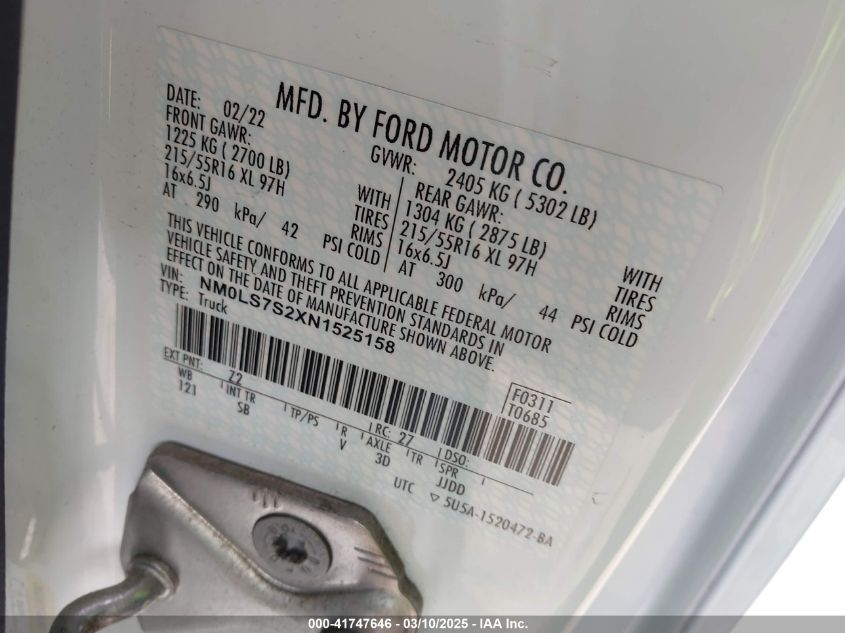 MFD. BY FORD MOTOR CO.
DATE: 02/22
GVWR: 2405 KG ( 5302 LB)
FRONT GAWR:
1225 KG ( 2700 LB)
WITH
215/55R16 XL 97H
TIRES
16x6.5J
RIMS
AT 290 kPa/ 42 PSI COLD
REAR GAWR:
1304 KG ( 2875 LB)
WITH
215/55R16 XL 97H
TIRES
16x6.5J
RIMS
AT 300 kPa/ 44 PSI COLD
THIS VEHICLE CONFORMS TO ALL APPLICABLE FEDERAL MOTOR
VEHICLE SAFETY AND THEFT PREVENTION STANDARDS IN
EFFECT ON THE DATE OF MANUFACTURE SHOWN ABOVE.
VIN: NM0LS7S2XN1525158
TYPE: Truck
F0311
T0685
EXT PNT: Z2
RC: 27
DSO:
WB
INT TR
TP/PS
R
AXLE
TR
SPR
121
SB
V
3D
JJDD
UTC ▽ 5U5A-1520472-BA
000-41747646 — 03/10/2025 — IAA Inc.